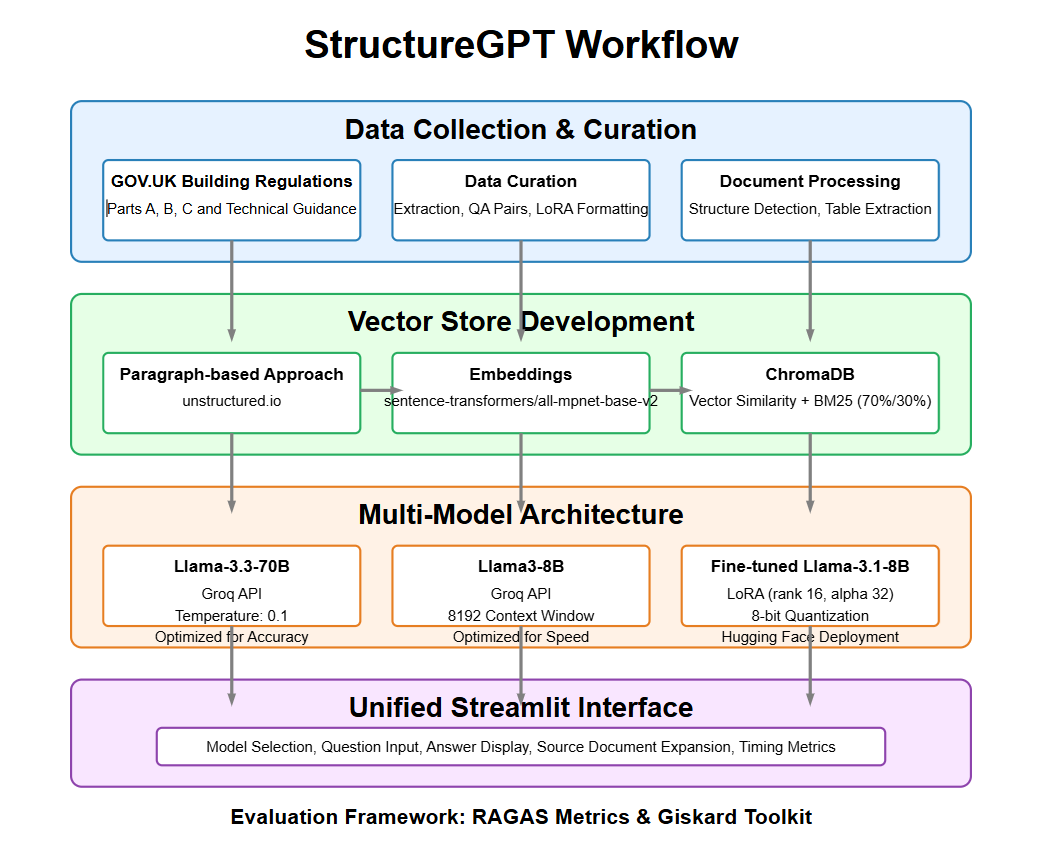 StructureGPT Workflow
Data Collection & Curation
GOV.UK Building Regulations
Parts A, B, C and Technical Guidance
Data Curation
Extraction, QA Pairs, LoRA Formatting
Document Processing
Structure Detection, Table Extraction
Vector Store Development
Paragraph-based Approach
unstructured.io
Embeddings
sentence-transformers/all-mpnet-base-v2
ChromaDB
Vector Similarity + BM25 (70%/30%)
Multi-Model Architecture
Llama-3.3-70B
Groq API
Temperature: 0.1
Optimized for Accuracy
Llama3-8B
Groq API
8192 Context Window
Optimized for Speed
Fine-tuned Llama-3.1-8B
LoRA (rank 16, alpha 32)
8-bit Quantization
Hugging Face Deployment
Unified Streamlit Interface
Model Selection, Question Input, Answer Display, Source Document Expansion, Timing Metrics
Evaluation Framework: RAGAS Metrics & Giskard Toolkit